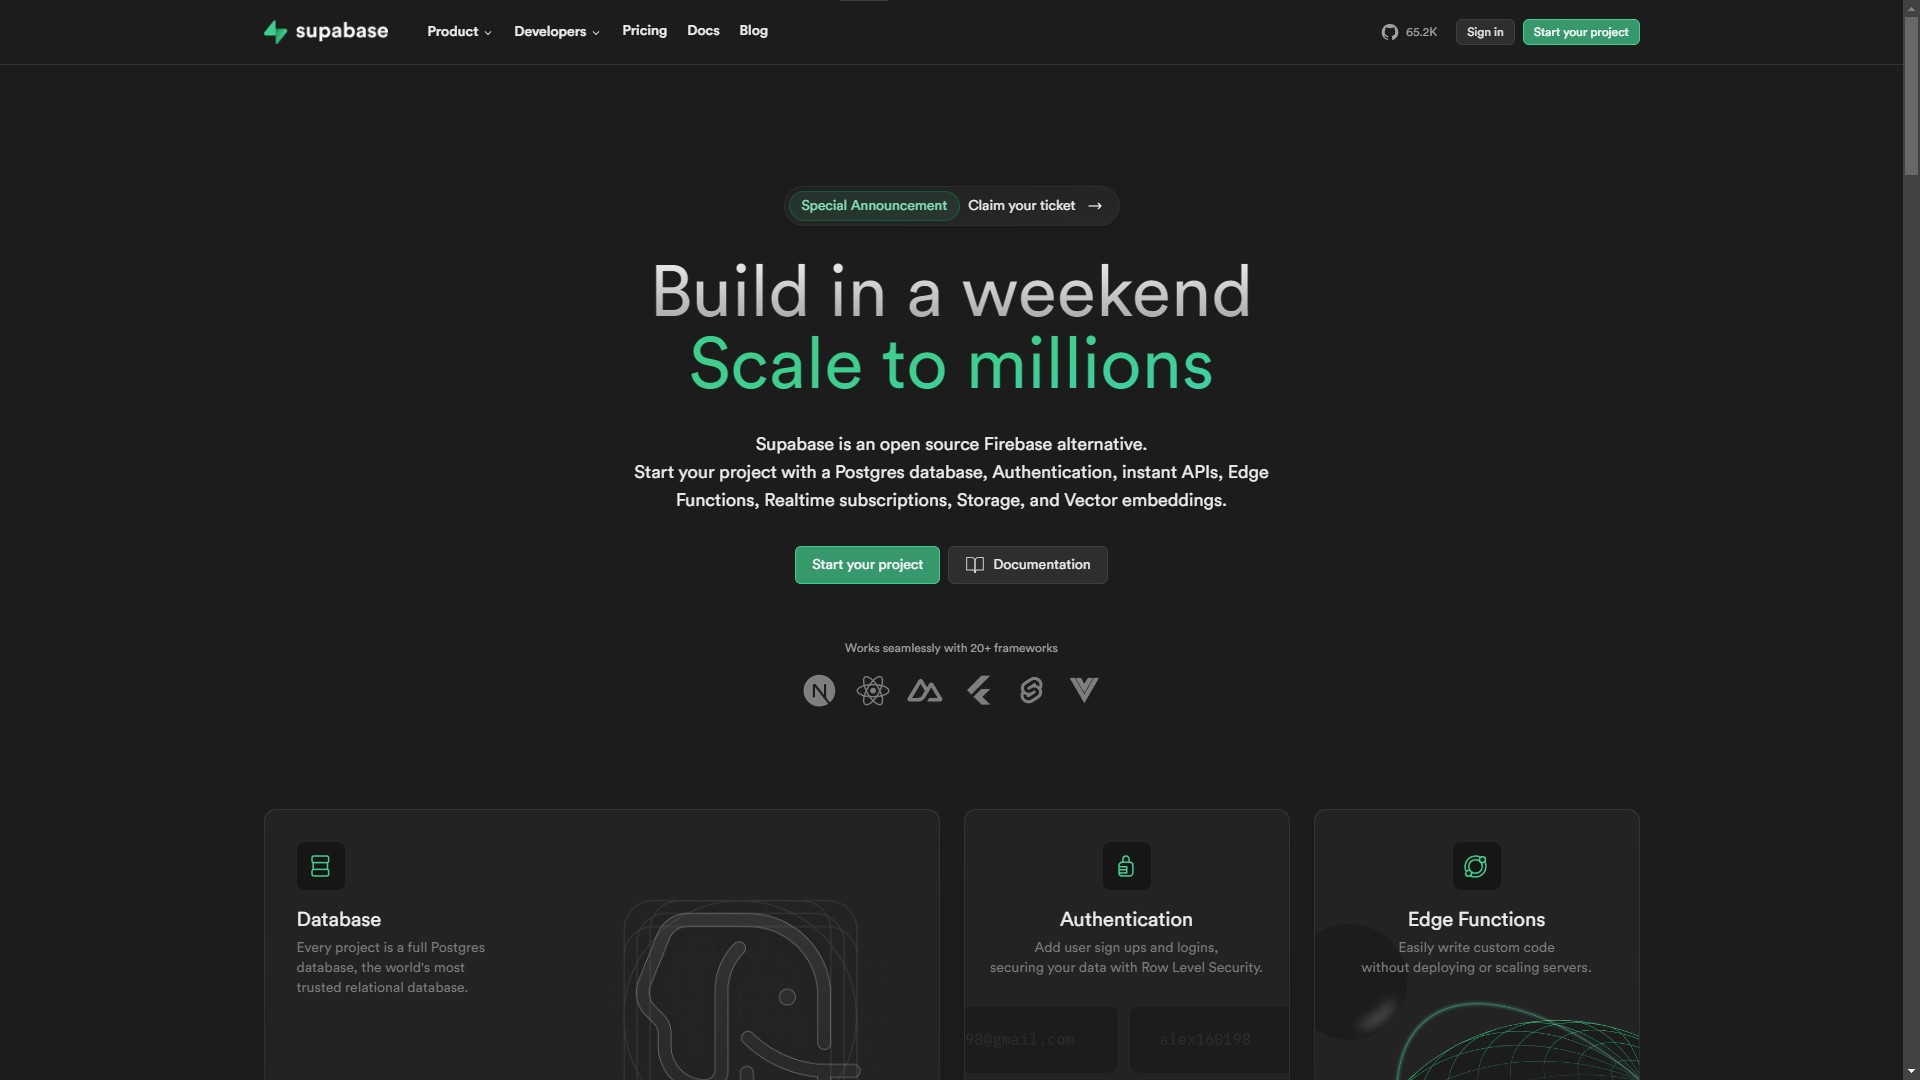 supabase
Product
Developers
Pricing
Docs
Blog
65.2K
Sign in
Start your project
Special Announcement
Claim your ticket →
Build in a weekend
Scale to millions
Supabase is an open source Firebase alternative.
Start your project with a Postgres database, Authentication, instant APIs, Edge
Functions, Realtime subscriptions, Storage, and Vector embeddings.
Start your project
Documentation
Works seamlessly with 20+ frameworks
N
Database
Every project is a full Postgres
database, the world's most
trusted relational database.
Authentication
Add user sign ups and logins,
securing your data with Row Level Security.
98@gmail.com
alex160198
Edge Functions
Easily write custom code
without deploying or scaling servers.